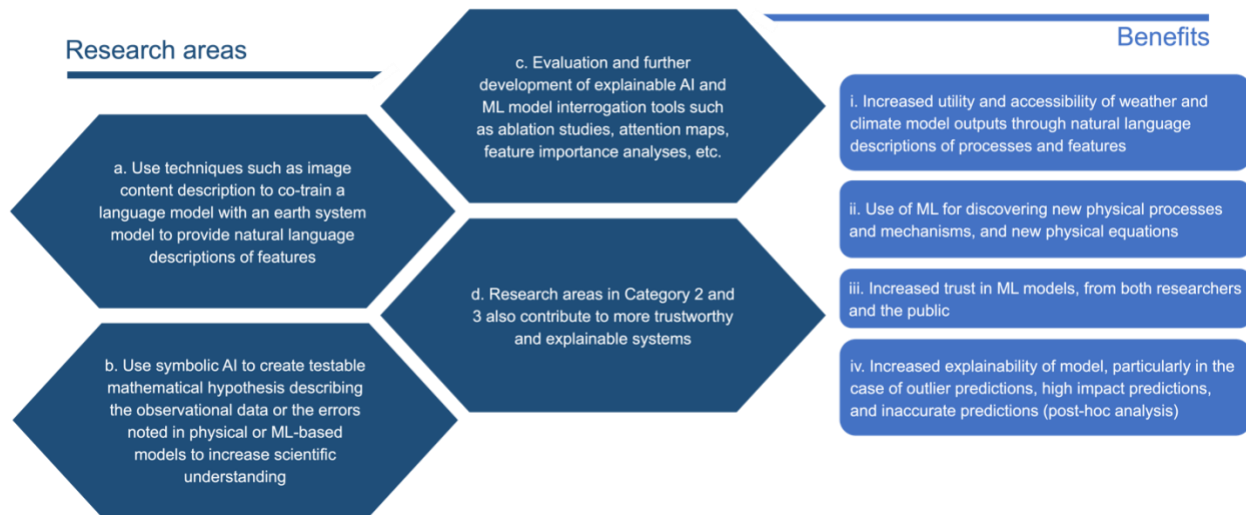 Research areas
a. Use techniques such as image
content description to co-train a
language model with an earth system
model to provide natural language
descriptions of features
b. Use symbolic AI to create testable
mathematical hypothesis describing
the observational data or the errors
noted in physical or ML-based
models to increase scientific
understanding
c. Evaluation and further
development of explainable AI and
ML model interrogation tools such
as ablation studies, attention maps,
feature importance analyses, etc.
d. Research areas in Category 2 and
3 also contribute to more trustworthy
and explainable systems
Benefits
i. Increased utility and accessibility of weather and
climate model outputs through natural language
descriptions of processes and features
ii. Use of ML for discovering new physical processes
and mechanisms, and new physical equations
iii. Increased trust in ML models, from both researchers
and the public
iv. Increased explainability of model, particularly in the
case of outlier predictions, high impact predictions,
and inaccurate predictions (post-hoc analysis)